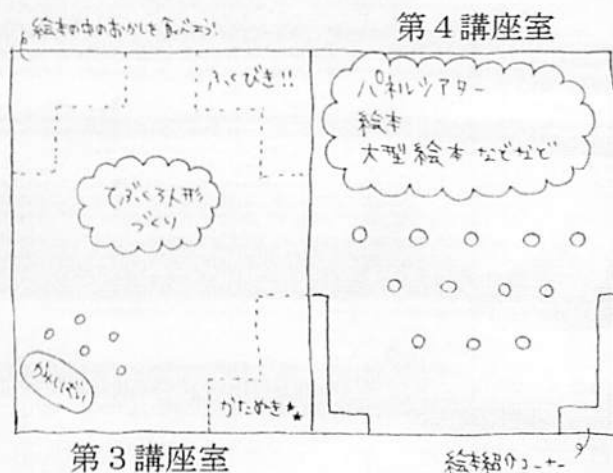 絵本の中のおかしを食べよう!
第4講座室
ふくびき!!
パネルシアター
絵本
大型絵本 などなど
てぶくろ人形
づくり
かたぬき★★
第3講座室
絵本紹介コーナー